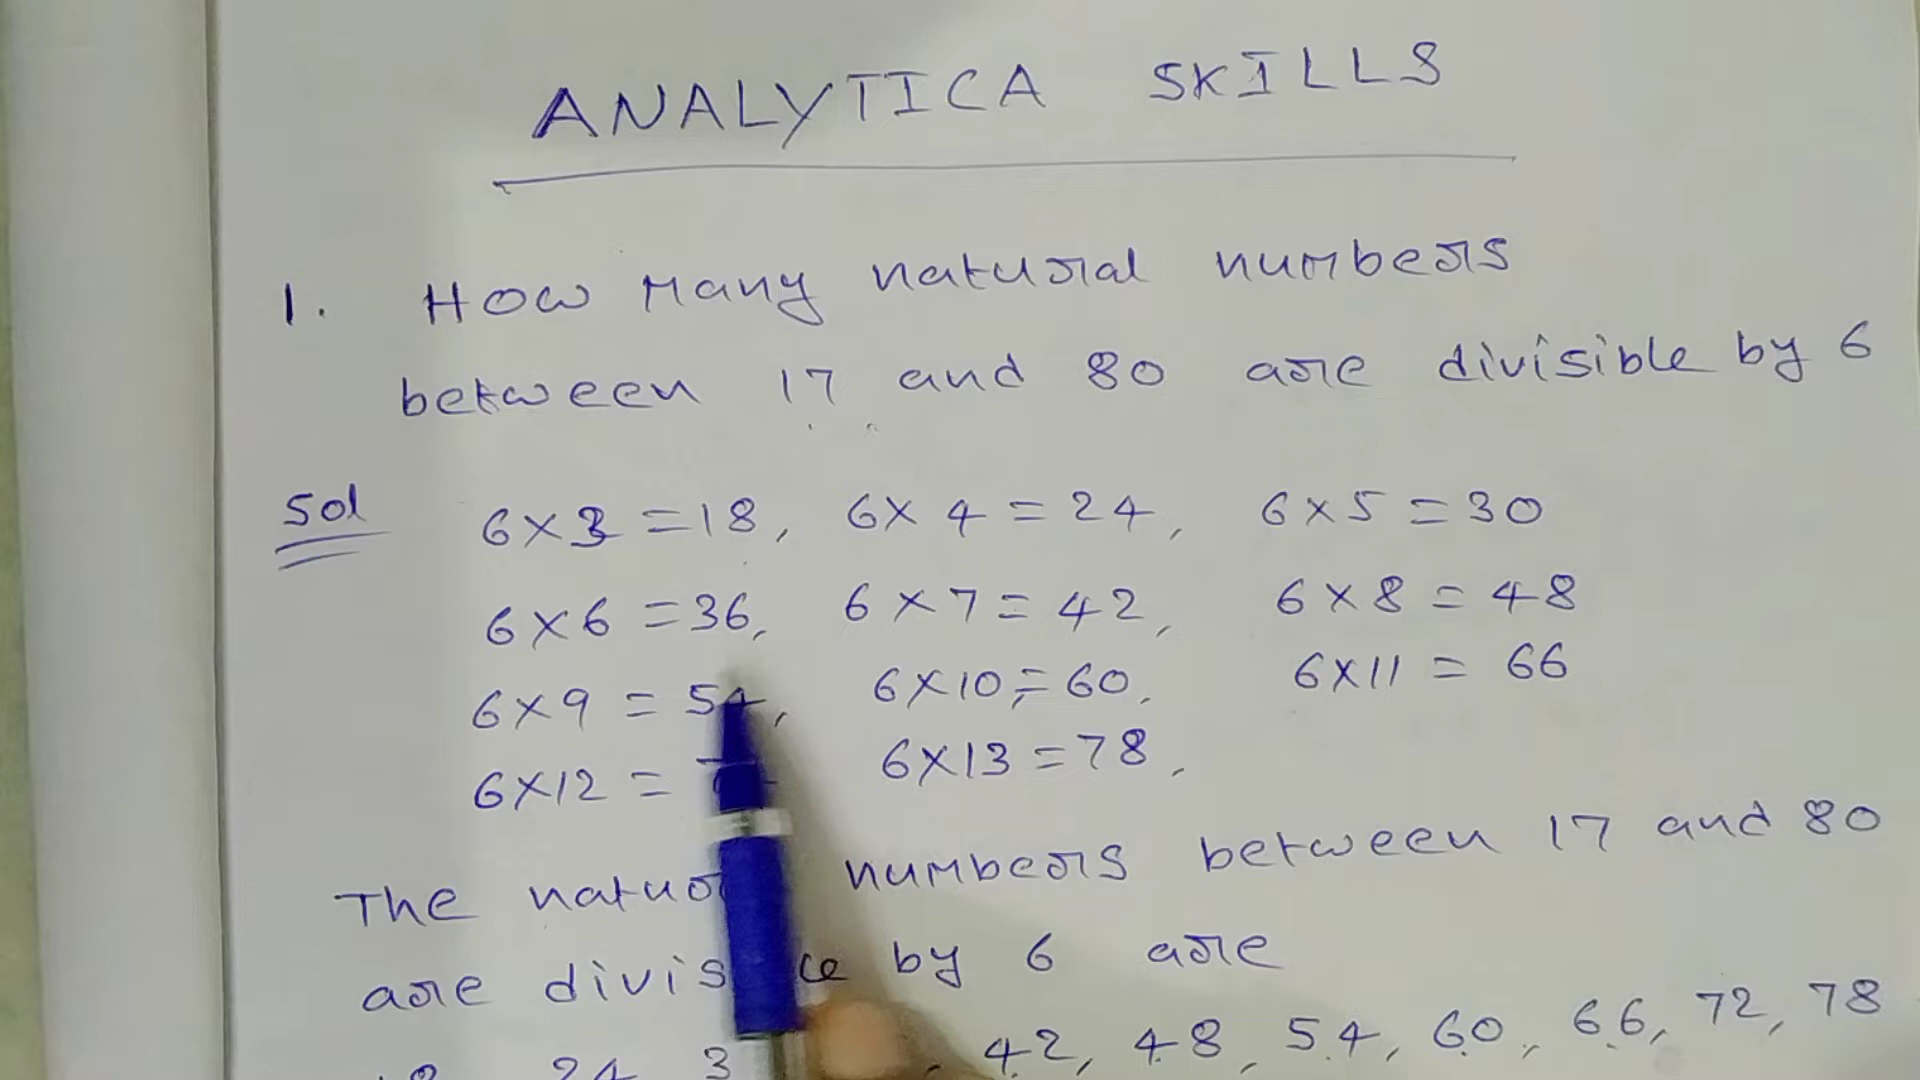 ANALYTICA SKILLS
1. How many natural numbers
between 17 and 80 are divisible by 6
Sol 6×3=18, 6×4=24, 6×5=30
6×6=36, 6×7=42, 6×8=48
6×9=54, 6×10=60, 6×11=66
6×12= 6×13=78,
The numbers between 17 and 80
are by 6 are
24 42, 48, 54, 60, 66, 72, 78